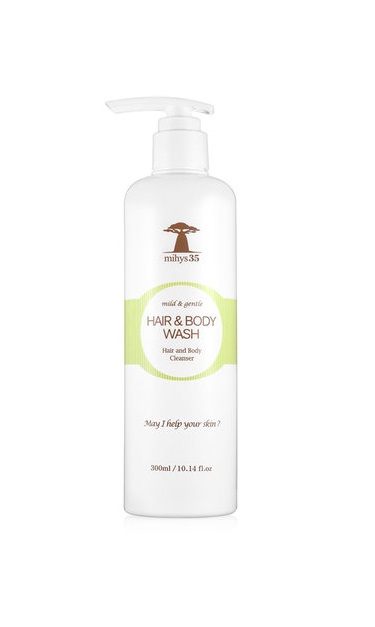 mihys35
mild & gentle
HAIR & BODY
WASH
Hair and Body
Cleanser
May I help your skin?
300ml / 10.14 fl.oz